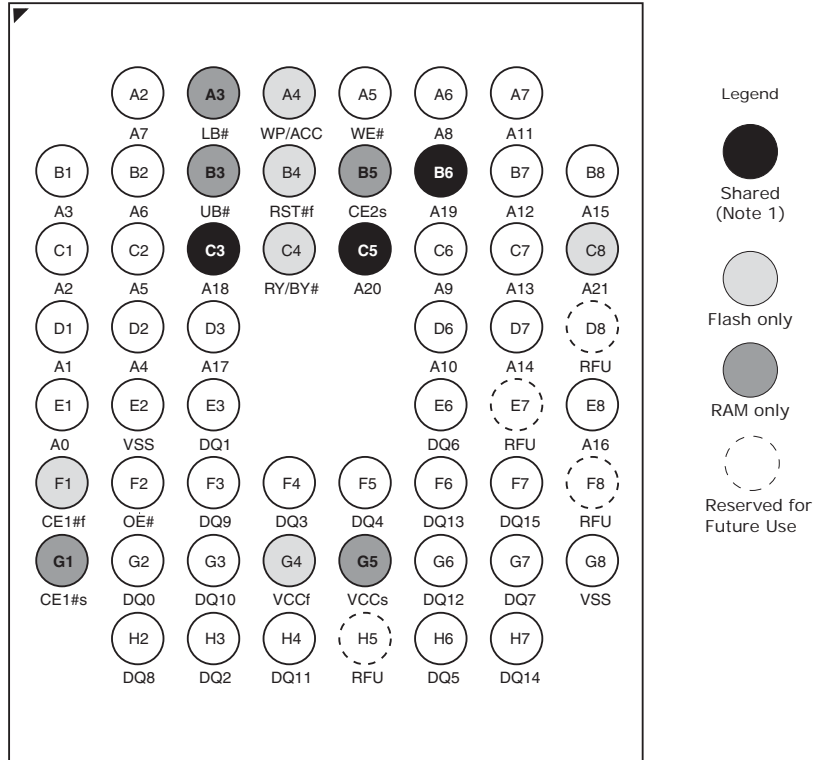 A2 A3 A4 A5 A6 A7
A7 LB# WP/ACC WE# A8 A11
B1 B2 B3 B4 B5 B6 B7 B8
A3 A6 UB# RST#f CE2s A19 A12 A15
C1 C2 C3 C4 C5 C6 C7 C8
A2 A5 A18 RY/BY# A20 A9 A13 A21
D1 D2 D3 D6 D7 D8
A1 A4 A17 A10 A14 RFU
E1 E2 E3 E6 E7 E8
A0 VSS DQ1 DQ6 RFU A16
F1 F2 F3 F4 F5 F6 F7 F8
CE1#f OË# DQ9 DQ3 DQ4 DQ13 DQ15 RFU
G1 G2 G3 G4 G5 G6 G7 G8
CE1#s DQ0 DQ10 VCCf VCCs DQ12 DQ7 VSS
H2 H3 H4 H5 H6 H7
DQ8 DQ2 DQ11 RFU DQ5 DQ14
Legend
Shared
(Note 1)
Flash only
RAM only
Reserved for
Future Use